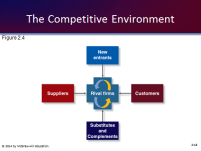 The Competitive Environment
Figure 2.4
New
entrants
Suppliers
Rival firms
Customers
Substitutes
and
Complements